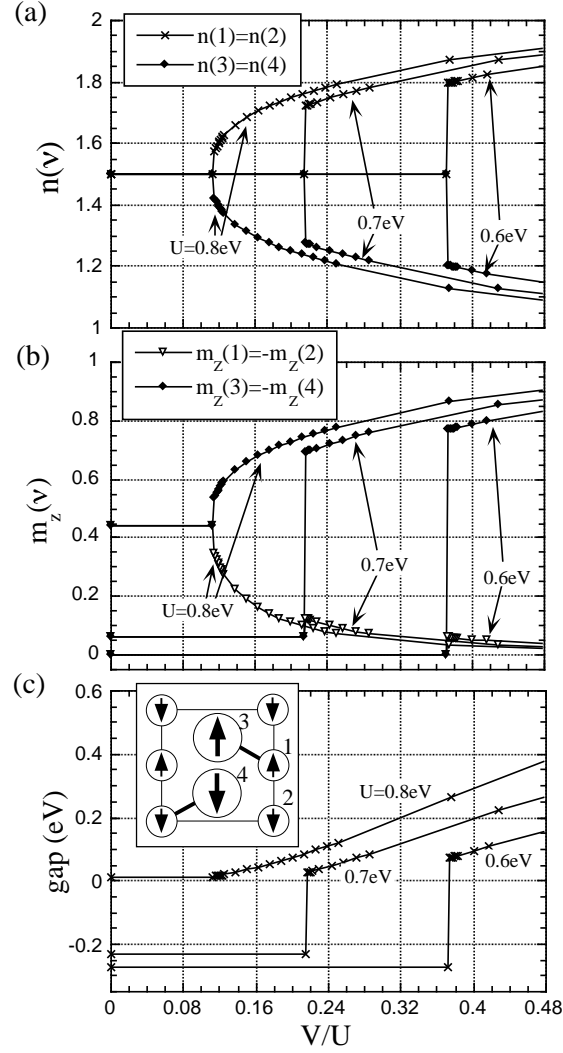 (a)
n(1)=n(2)
n(3)=n(4)
2
1.8
1.6
1.4
1.2
1
n(ν)
U=0.8eV
0.7eV
0.6eV
(b)
m_z(1)=-m_z(2)
m_z(3)=-m_z(4)
1
0.8
0.6
0.4
0.2
0
m_z(ν)
U=0.8eV
0.7eV
0.6eV
(c)
0.6
0.4
0.2
0
-0.2
gap (eV)
3
1
4
2
U=0.8eV
0.7eV
0.6eV
0 0.08 0.16 0.24 0.32 0.4 0.48
V/U